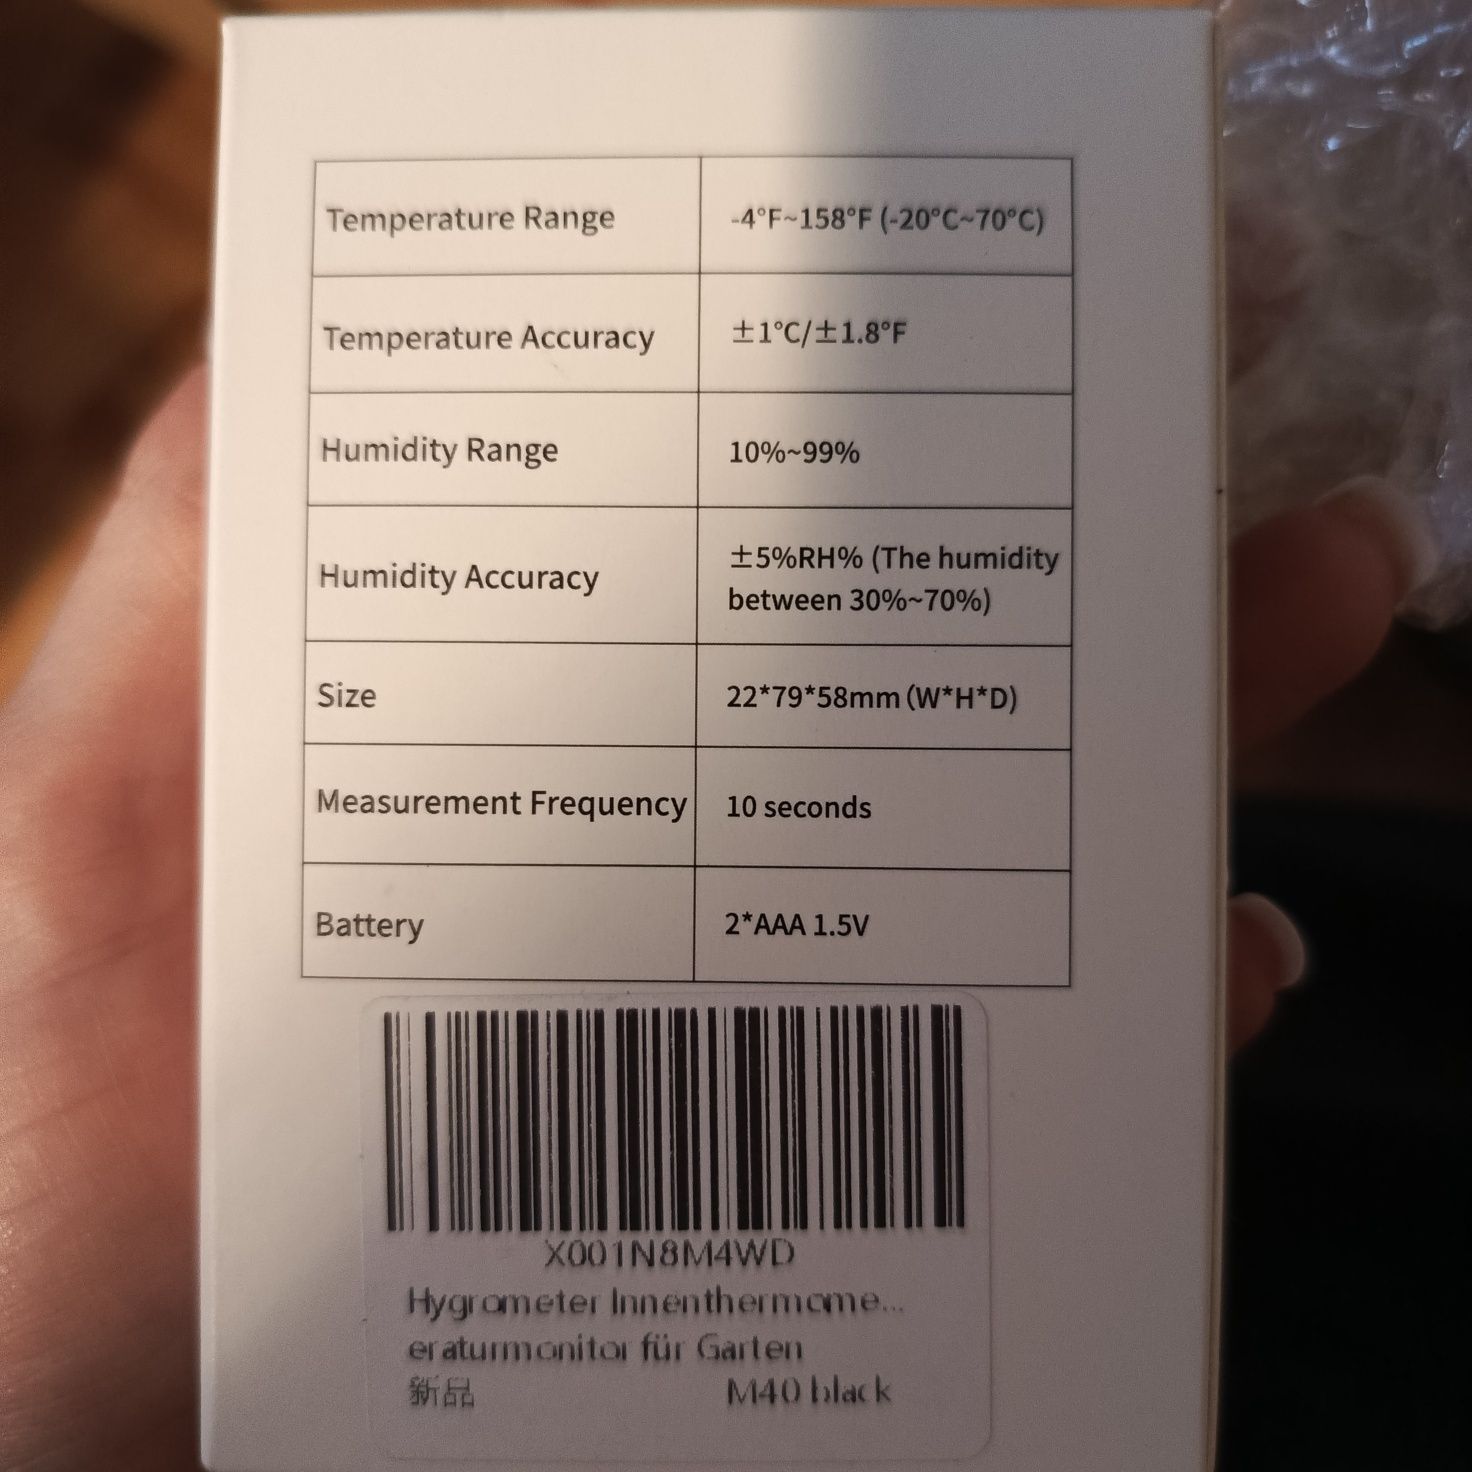 Temperature Range -4°F~158°F (-20°C~70°C)
Temperature Accuracy ±1°C/±1.8°F
Humidity Range 10%~99%
Humidity Accuracy ±5%RH% (The humidity
between 30%~70%)
Size 22*79*58mm (W*H*D)
Measurement Frequency 10 seconds
Battery 2*AAA 1.5V
X001N8M4WD
Hygrometer Innenthermome...
eraturmonitor für Garten
新品 M40 black